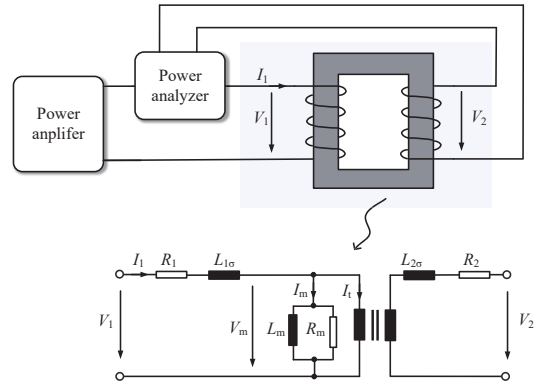 Power
analyzer
Power
anplifer
I1
V1
V2
I1
R1
L1σ
L2σ
R2
Im
It
V1
Vm
Lm
Rm
V2